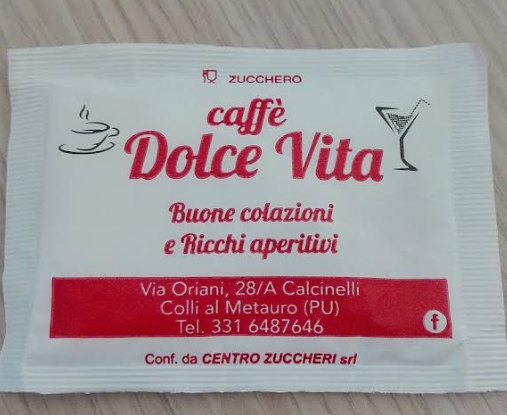 ZUCCHERO
caffè
Dolce Vita
Buone colazioni
e Ricchi aperitivi
Via Oriani, 28/A Calcinelli
Colli al Metauro (PU)
Tel. 331 6487646
f
Conf. da CENTRO ZUCCHERI srl